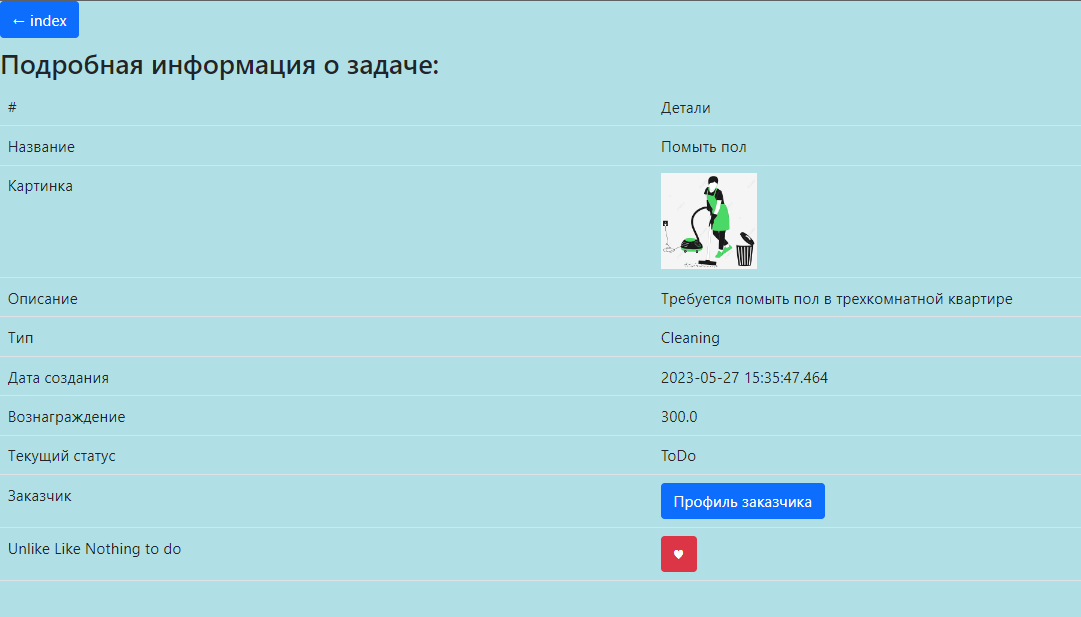 ← index
Подробная информация о задаче:
# Детали
Название Помыть пол
Картинка
Описание Требуется помыть пол в трехкомнатной квартире
Тип Cleaning
Дата создания 2023-05-27 15:35:47.464
Вознаграждение 300.0
Текущий статус ToDo
Заказчик Профиль заказчика
Unlike Like Nothing to do